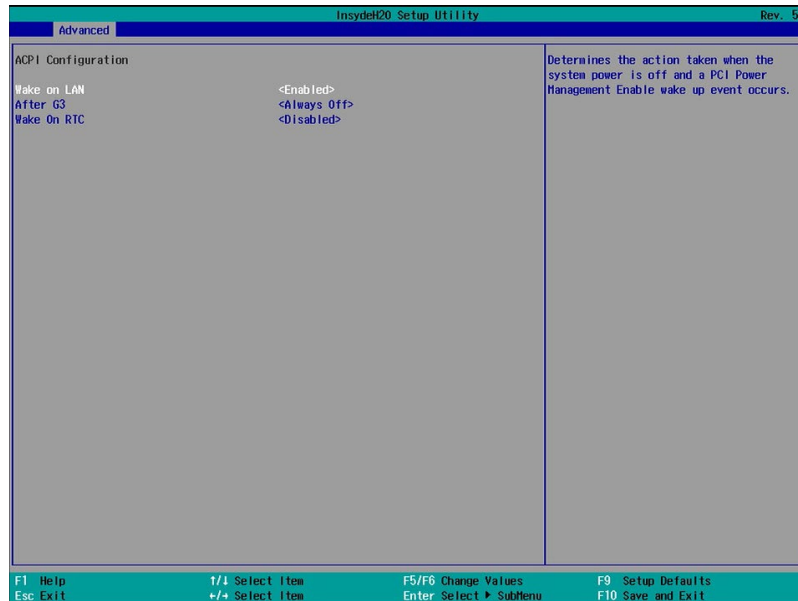 InsydeH20 Setup Utility
Rev. 5
Advanced
ACPI Configuration
Wake on LAN <Enabled>
After G3 <Always Off>
Wake On RTC <Disabled>
Determines the action taken when the
system power is off and a PCI Power
Management Enable wake up event occurs.
F1 Help ↑/↓ Select Item F5/F6 Change Values F9 Setup Defaults
Esc Exit ←/→ Select Item Enter Select ▶ SubMenu F10 Save and Exit